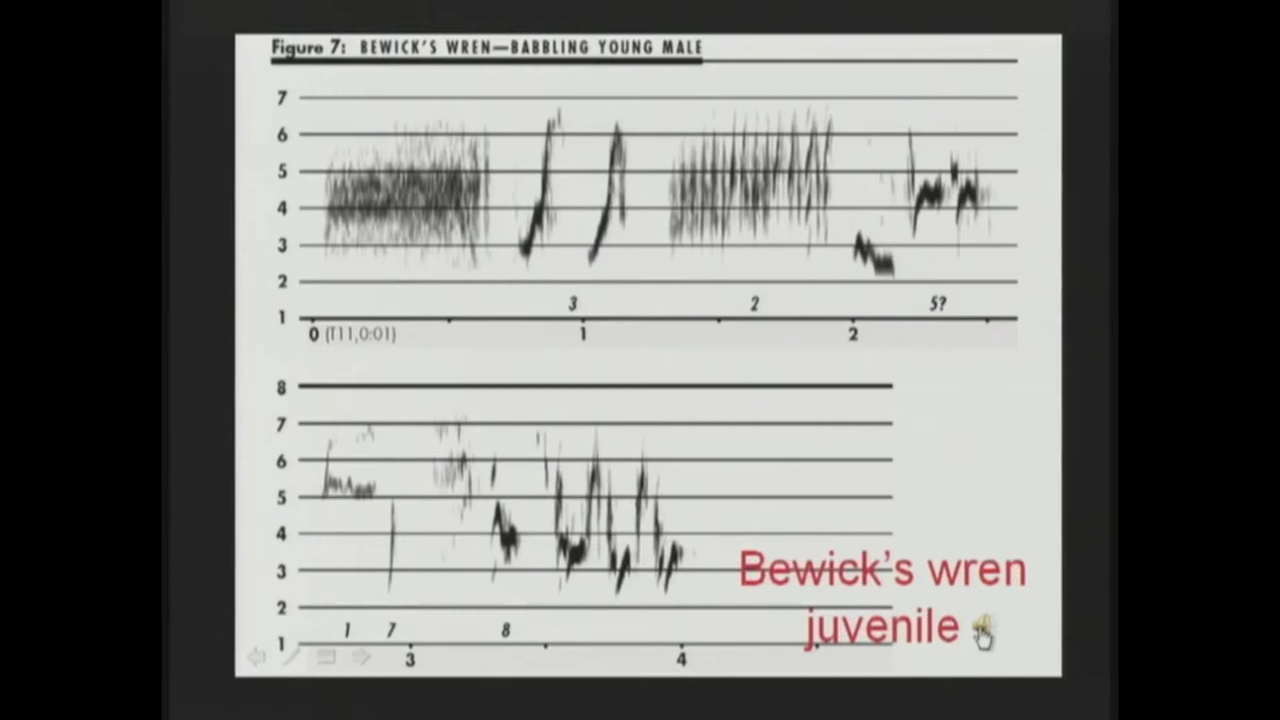 Figure 7: BEWICK'S WREN—BABBLING YOUNG MALE
7
6
5
4
3
2
1
3 2 5?
0 (T11,0:01) 1 2
8
7
6
5
4
3
2
1
1 7 8
3 4
Bewick's wren
juvenile